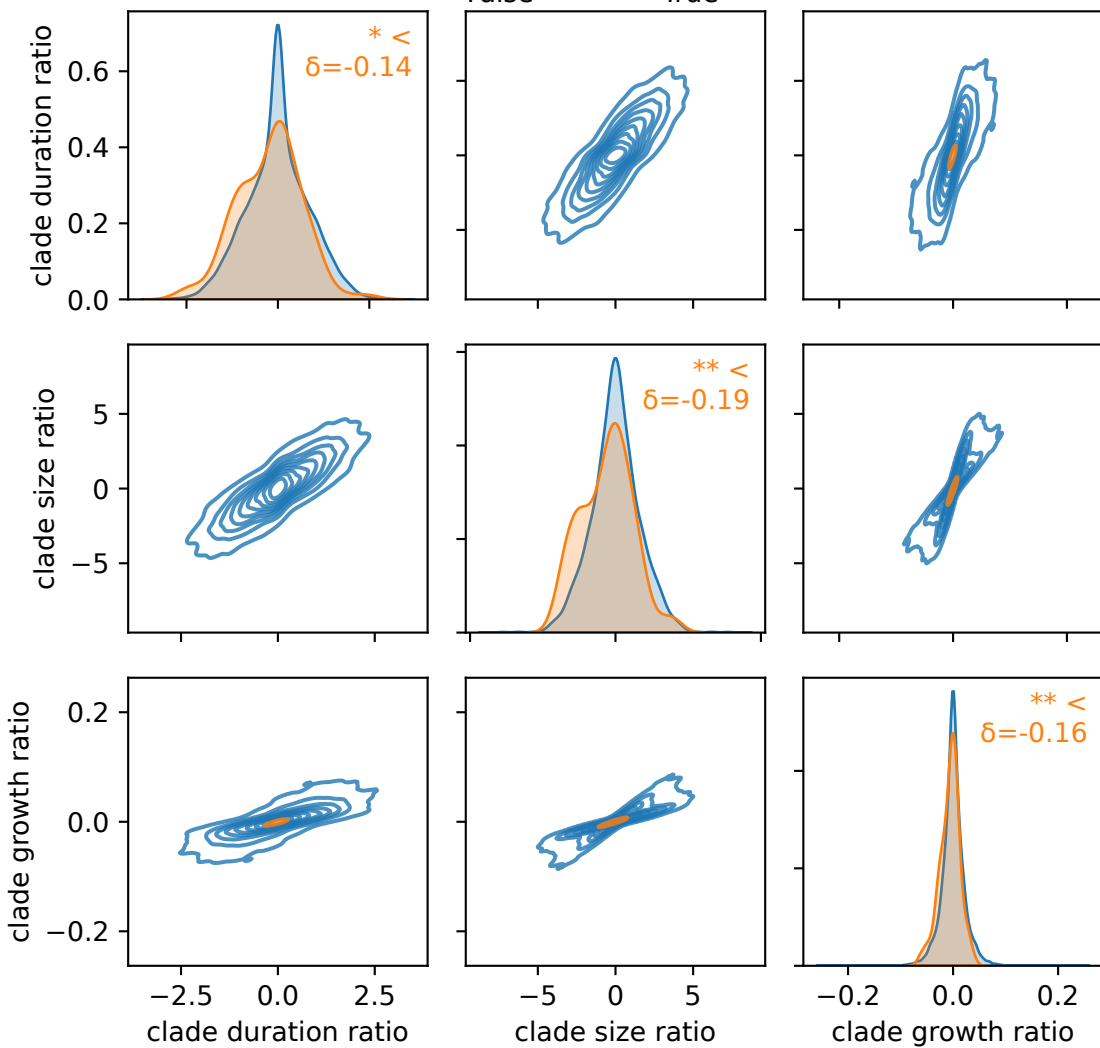 clade duration ratio
0.6
0.4
0.2
0.0
* <
δ=-0.14
clade size ratio
5
0
−5
** <
δ=-0.19
clade growth ratio
0.2
0.0
−0.2
** <
δ=-0.16
−2.5 0.0 2.5
clade duration ratio
−5 0 5
clade size ratio
−0.2 0.0 0.2
clade growth ratio